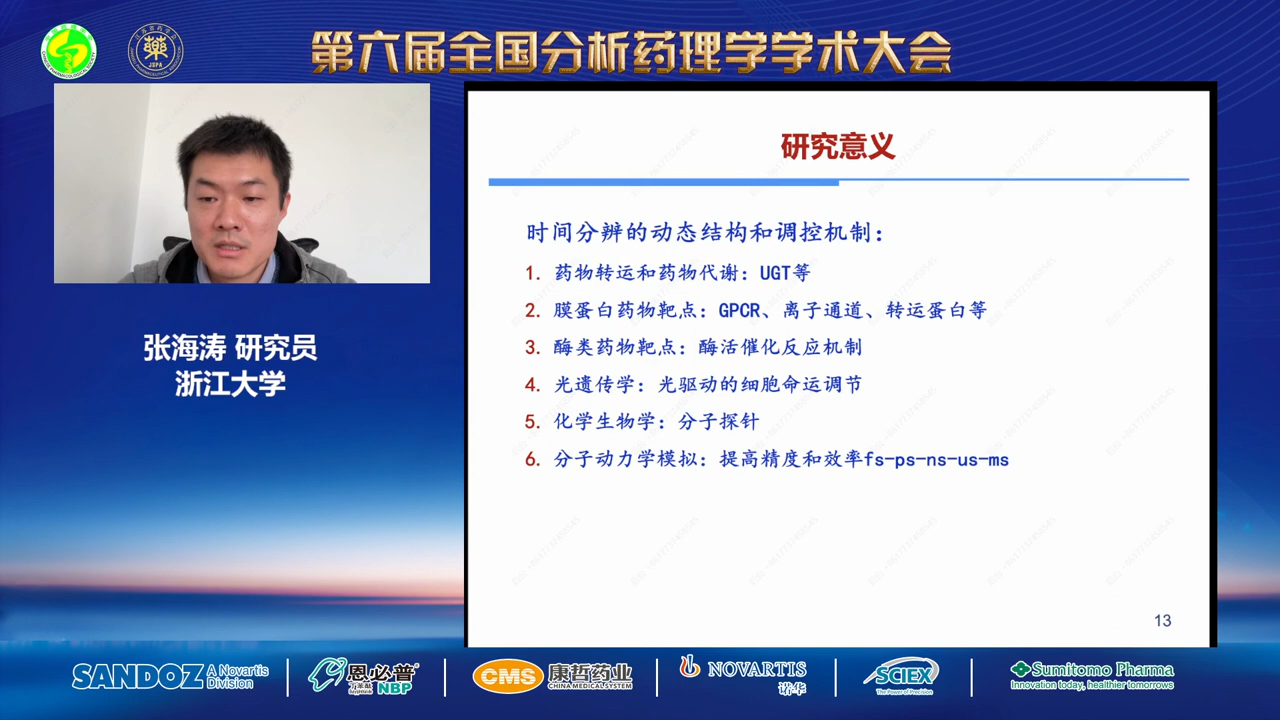 第六届全国分析药理学学术大会
研究意义
时间分辨的动态结构和调控机制：
1. 药物转运和药物代谢：UGT等
2. 膜蛋白药物靶点：GPCR、离子通道、转运蛋白等
3. 酶类药物靶点：酶活催化反应机制
4. 光遗传学：光驱动的细胞命运调节
5. 化学生物学：分子探针
6. 分子动力学模拟：提高精度和效率fs-ps-ns-us-ms
13
张海涛 研究员
浙江大学
SANDOZ A Novartis Division
恩必普 NBP
CMS 康哲药业
CHINA MEDICAL SYSTEM
NOVARTIS
诺华
SCIEX
The Power of Precision
Sumitomo Pharma
Innovation today, healthier tomorrows